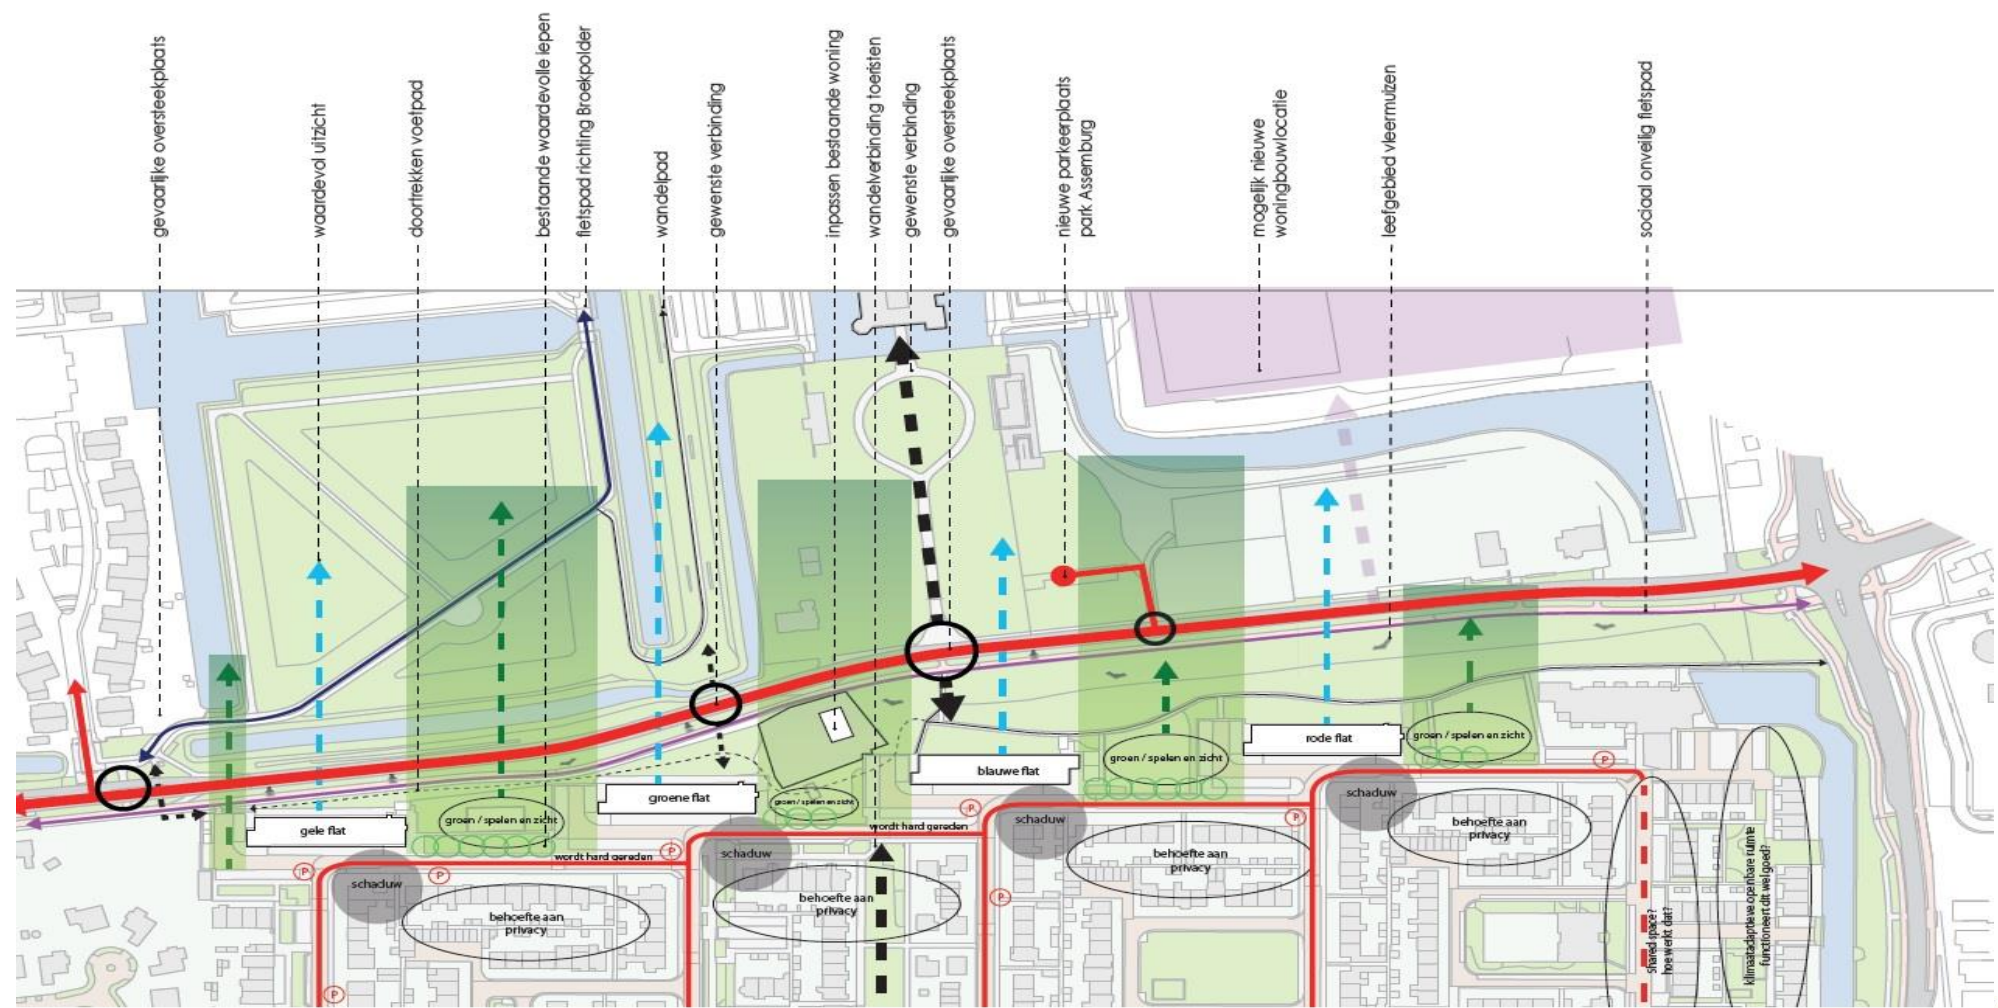 gevaarlijke oversteekplaats
waardevol uitzicht
doortrekken voetpad
bestaande waardevolle iepen
fietspad richting Broekpolder
wandelpad
gewenste verbinding
inpassen bestaande woning
wandelverbinding toeristen
gewenste verbinding
gevaarlijke oversteekplaats
nieuwe parkeerplaats
park Assemburg
mogelijk nieuwe
woningbouwlocatie
leefgebied vleermuizen
sociaal onveilig fietspad
gele flat
groen / spelen en zicht
groene flat
groen / spelen en zicht
blauwe flat
groen / spelen en zicht
rode flat
groen / spelen en zicht
wordt hard gereden
wordt hard gereden
P
P
P
P
P
P
P
P
schaduw
schaduw
schaduw
schaduw
behoefte aan
privacy
behoefte aan
privacy
behoefte aan
privacy
behoefte aan
privacy
shared space?
hoe werkt dat?
klimaatadaptieve openbare ruimte
functioneert dit wel goed?